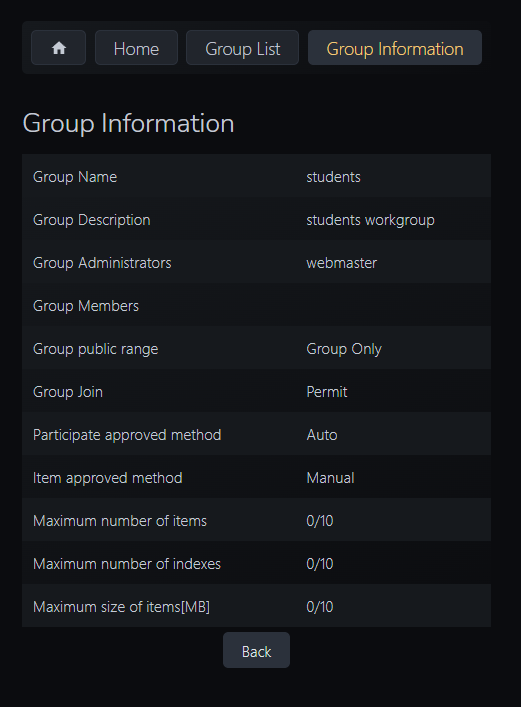 Home Group List Group Information
Group Information
Group Name students
Group Description students workgroup
Group Administrators webmaster
Group Members
Group public range Group Only
Group Join Permit
Participate approved method Auto
Item approved method Manual
Maximum number of items 0/10
Maximum number of indexes 0/10
Maximum size of items[MB] 0/10
Back